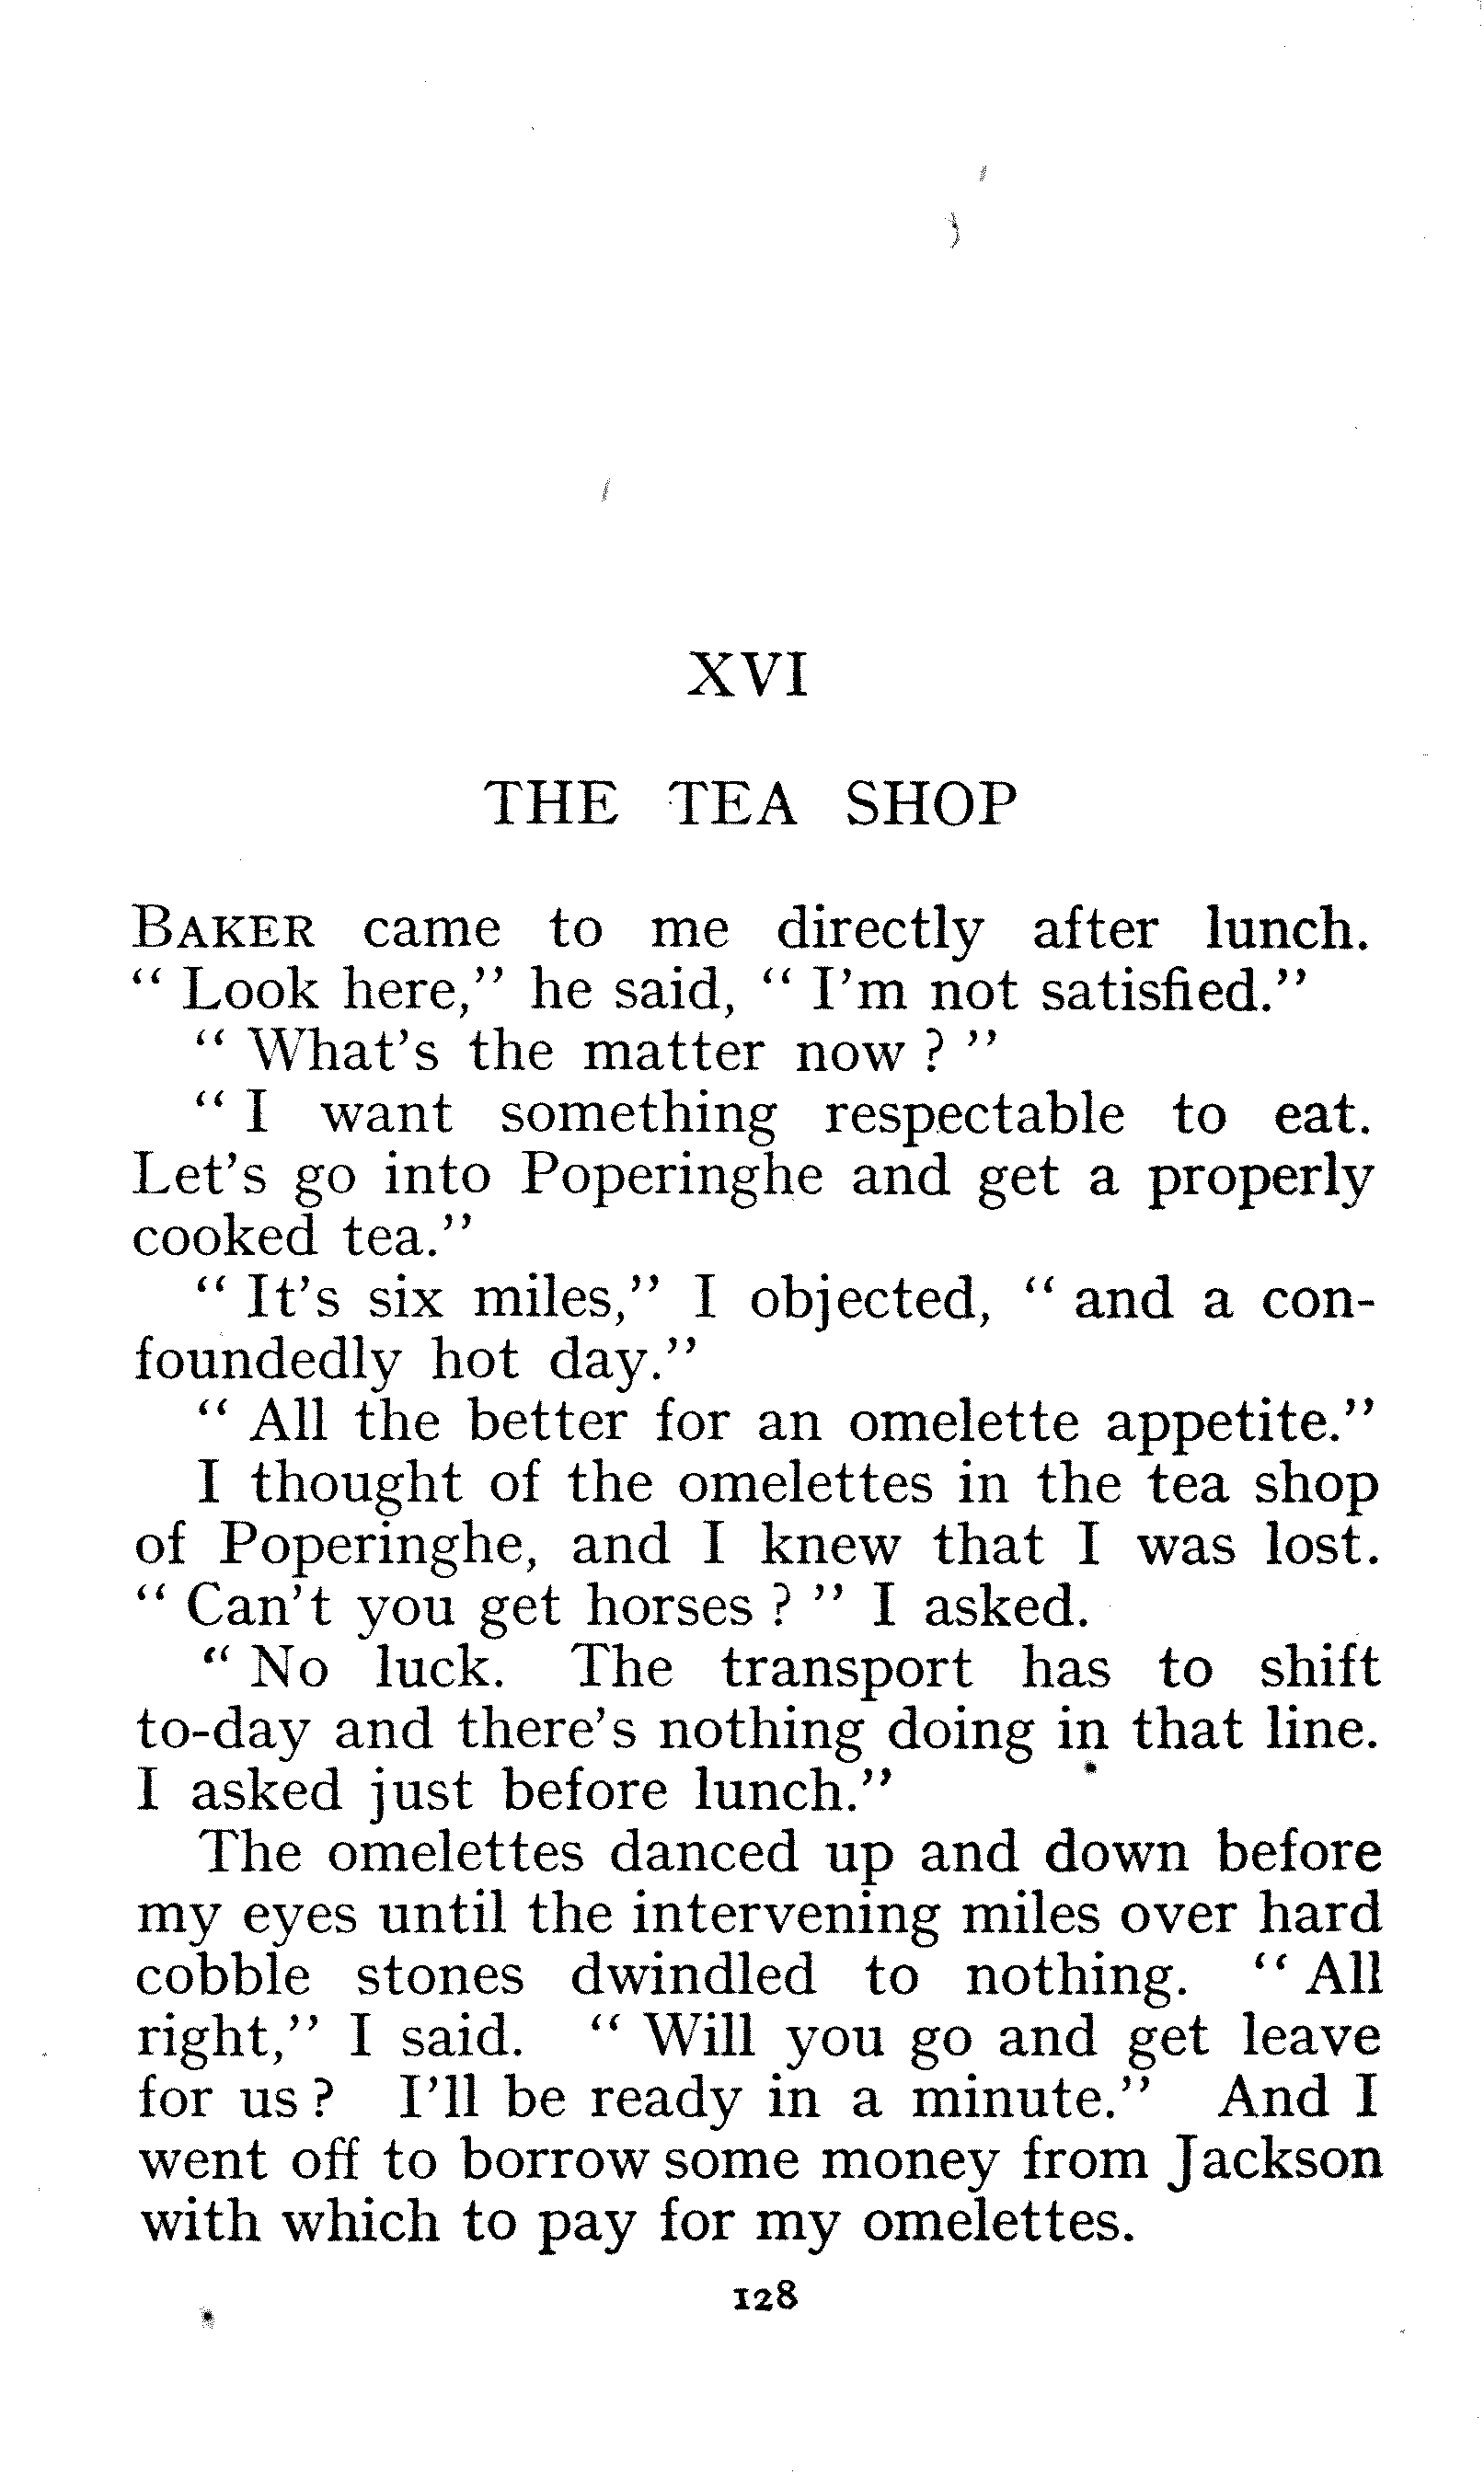 XVI
THE TEA SHOP
BAKER came to me directly after lunch.
“ Look here,” he said, “ I’m not satisfied.”
“ What’s the matter now ? ”
“ I want something respectable to eat.
Let’s go into Poperinghe and get a properly
cooked tea.”
“ It’s six miles,” I objected, “ and a con-
foundedly hot day.”
“ All the better for an omelette appetite.”
I thought of the omelettes in the tea shop
of Poperinghe, and I knew that I was lost.
“ Can’t you get horses ? ” I asked.
“ No luck. The transport has to shift
to-day and there’s nothing doing in that line.
I asked just before lunch.”
The omelettes danced up and down before
my eyes until the intervening miles over hard
cobble stones dwindled to nothing. “ All
right,” I said. “ Will you go and get leave
for us ? I’ll be ready in a minute.” And I
went off to borrow some money from Jackson
with which to pay for my omelettes.
128